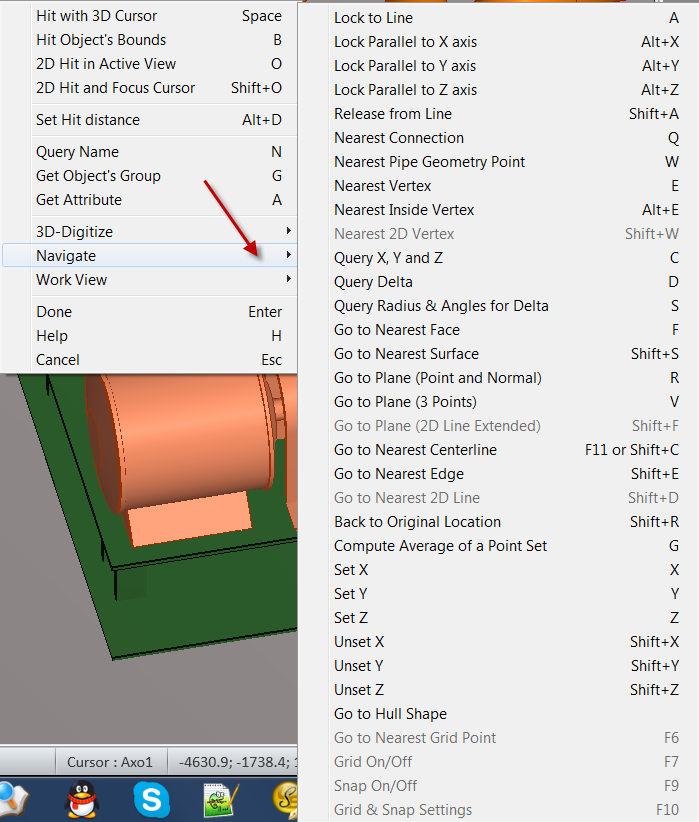 Hit with 3D Cursor Space
Hit Object's Bounds B
2D Hit in Active View O
2D Hit and Focus Cursor Shift+O
Set Hit distance Alt+D
Query Name N
Get Object's Group G
Get Attribute A
3D-Digitize
Navigate
Work View
Done Enter
Help H
Cancel Esc
Lock to Line A
Lock Parallel to X axis Alt+X
Lock Parallel to Y axis Alt+Y
Lock Parallel to Z axis Alt+Z
Release from Line Shift+A
Nearest Connection Q
Nearest Pipe Geometry Point W
Nearest Vertex E
Nearest Inside Vertex Alt+E
Nearest 2D Vertex Shift+W
Query X, Y and Z C
Query Delta D
Query Radius & Angles for Delta S
Go to Nearest Face F
Go to Nearest Surface Shift+S
Go to Plane (Point and Normal) R
Go to Plane (3 Points) V
Go to Plane (2D Line Extended) Shift+F
Go to Nearest Centerline F11 or Shift+C
Go to Nearest Edge Shift+E
Go to Nearest 2D Line Shift+D
Back to Original Location Shift+R
Compute Average of a Point Set G
Set X X
Set Y Y
Set Z Z
Unset X Shift+X
Unset Y Shift+Y
Unset Z Shift+Z
Go to Hull Shape
Go to Nearest Grid Point F6
Grid On/Off F7
Snap On/Off F9
Grid & Snap Settings F10
Cursor : Axo1 -4630.9; -1738.4;